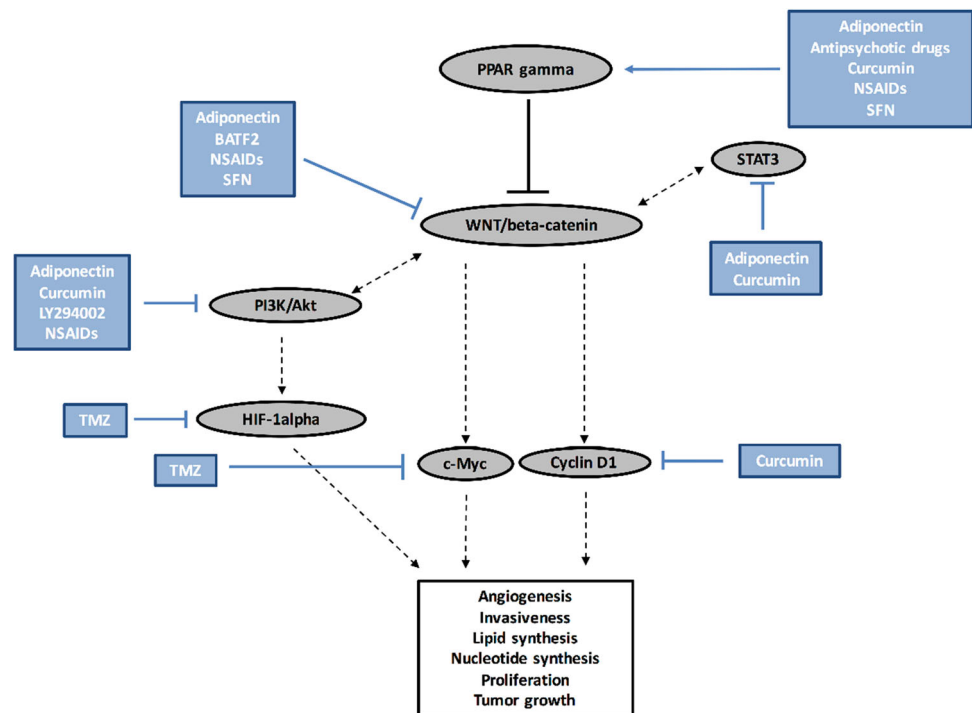 Adiponectin
Antipsychotic drugs
Curcumin
NSAIDs
SFN
PPAR gamma
Adiponectin
BATF2
NSAIDs
SFN
STAT3
WNT/beta-catenin
Adiponectin
Curcumin
Adiponectin
Curcumin
LY294002
NSAIDs
PI3K/Akt
TMZ
HIF-1alpha
TMZ
c-Myc
Cyclin D1
Curcumin
Angiogenesis
Invasiveness
Lipid synthesis
Nucleotide synthesis
Proliferation
Tumor growth